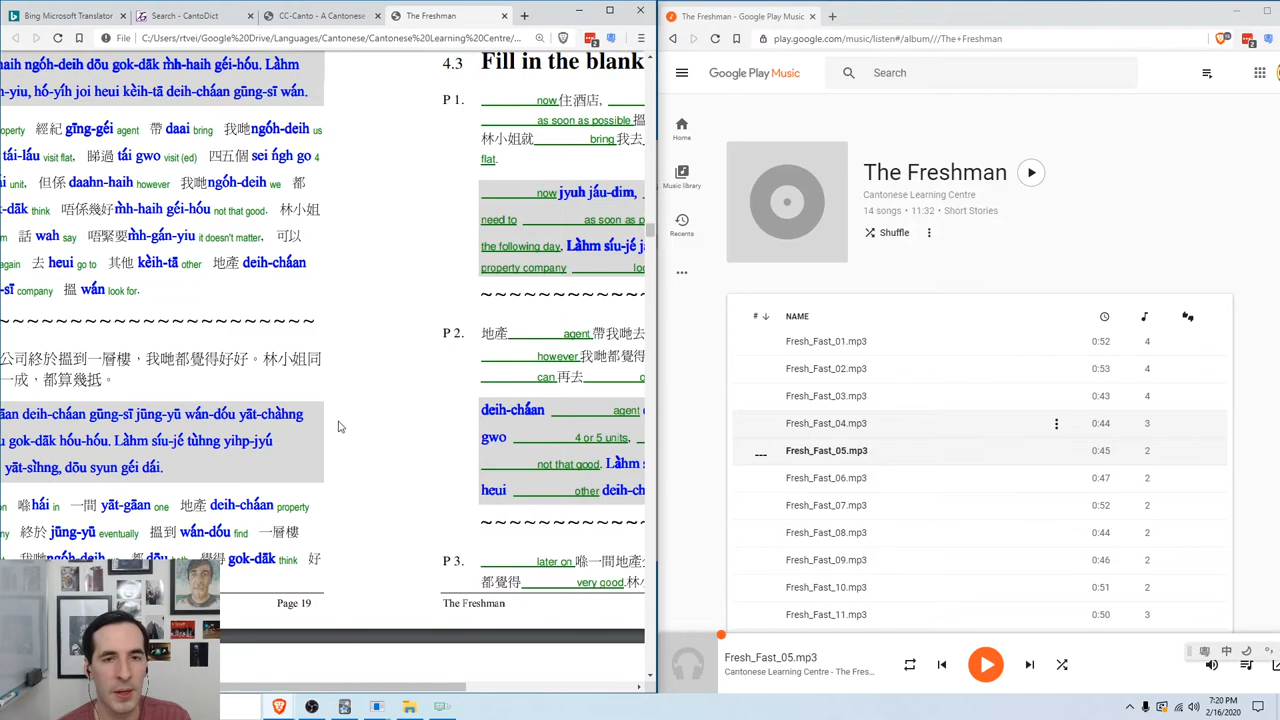 Bing Microsoft Translator
Search - CantoDict
CC-Canto - A Cantonese
The Freshman
File
C:/Users/rtvei/Google%20Drive/Languages/Cantonese/Cantonese%20Learning%20Centre/
haih ngóh-deih dōu gok-dāk m̀h-haih géi-hóu. Làhm
n-yiu, hó-yíh joi heui kèih-tā deih-cháan gūng-sī wán.
operty 經紀 gīng-géi agent 帶 daai bring 我哋 ngóh-deih us
tái-láu visit flat, 睇過 tái gwo visit (ed) 四五個 sei ńgh go 4
unit, 但係 daahn-haih however 我哋 ngóh-deih we 都
-dāk think 唔係幾好 m̀h-haih géi-hóu not that good. 林小姐
m 話 wah say 唔緊要 m̀h-gán-yiu it doesn't matter, 可以
again 去 heui go to 其他 kèih-tā other 地產 deih-cháan
-sī company 搵 wán look for.
~~~~~~~~~~~~~~~~~~~~~~~~
公司終於搵到一層樓，我哋都覺得好好。林小姐同
一成，都算幾抵。
āan deih-cháan gūng-sī jūng-yū wán-dóu yāt-chàhng
u gok-dāk hóu-hóu. Làhm síu-jé tùhng yihp-jyú
yāt-sìhng, dōu syun géi dái.
on 喺 hái in 一間 yāt-gāan one 地產 deih-cháan property
ny 終於 jūng-yū eventually 搵到 wán-dóu find 一層樓
我哋 ngóh-deih we 都 dōu both 覺得 gok-dāk think 好
Page 19
4.3 Fill in the blank
P 1. now 住酒店,
as soon as possible 搵
林小姐就 bring 我去
flat.
now jyuh jáu-dim,
need to as soon as p
the following day. Làhm síu-jé j
property company loo
~~~~~~~~~~~~
P 2. 地產 agent 帶我哋去
however 我哋都覺得
can 再去 o
deih-cháan agent
gwo 4 or 5 units,
not that good. Làhm s
heui other deih-ch
~~~~~~~~~~~~
P 3. later on 喺一間地產
都覺得 very good. 林小
The Freshman
The Freshman - Google Play Music
play.google.com/music/listen#/album///The+Freshman
Google Play Music
Search
Home
Music library
Recents
The Freshman
Cantonese Learning Centre
14 songs • 11:32 • Short Stories
Shuffle
# NAME
Fresh_Fast_01.mp3 0:52 4
Fresh_Fast_02.mp3 0:53 4
Fresh_Fast_03.mp3 0:43 4
Fresh_Fast_04.mp3 0:44 3
Fresh_Fast_05.mp3 0:45 2
Fresh_Fast_06.mp3 0:47 2
Fresh_Fast_07.mp3 0:52 2
Fresh_Fast_08.mp3 0:44 2
Fresh_Fast_09.mp3 0:46 2
Fresh_Fast_10.mp3 0:51 2
Fresh_Fast_11.mp3 0:50 3
Fresh_Fast_05.mp3
Cantonese Learning Centre - The Fres...
粵 中
7:20 PM
2/16/2020